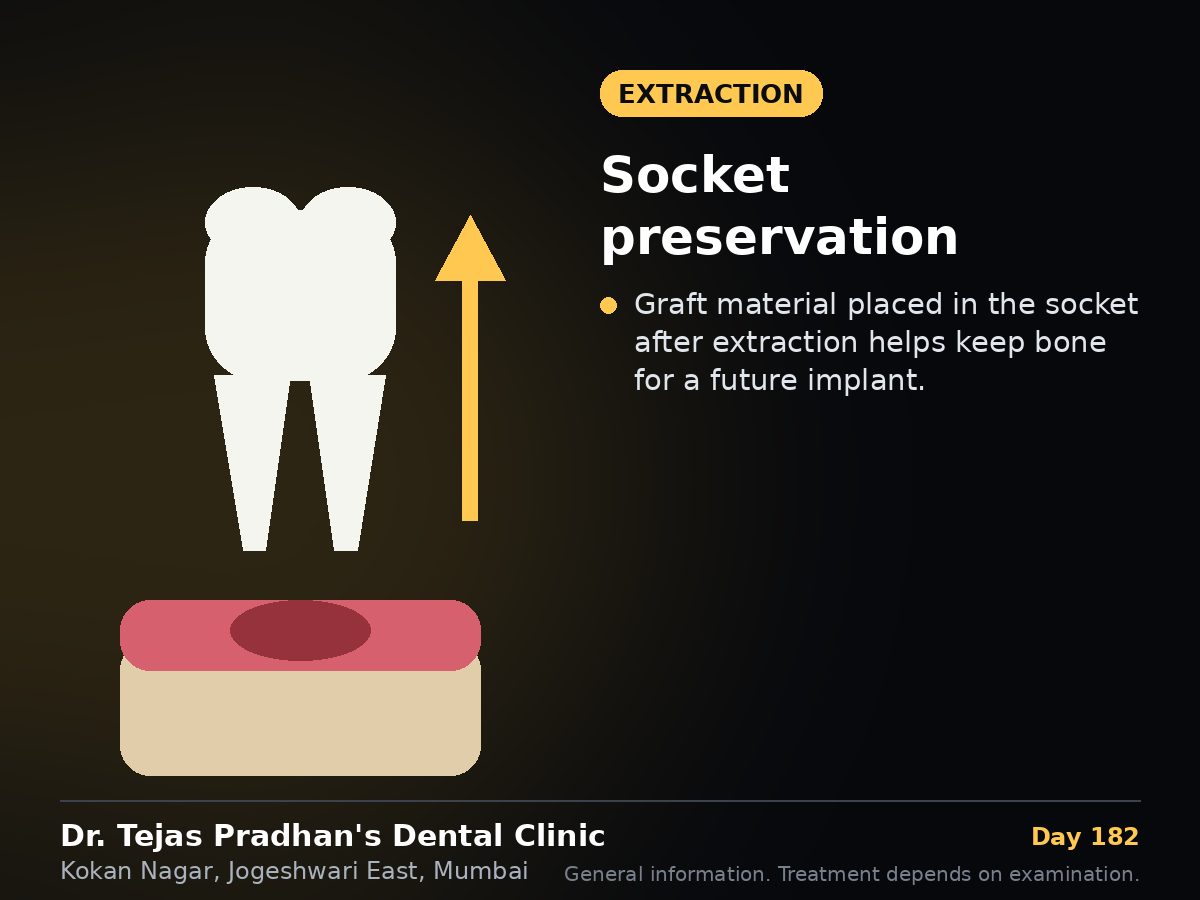 EXTRACTION
Socket
preservation
Graft material placed in the socket
after extraction helps keep bone
for a future implant.
Dr. Tejas Pradhan's Dental Clinic
Day 182
Kokan Nagar, Jogeshwari East, Mumbai
General information. Treatment depends on examination.